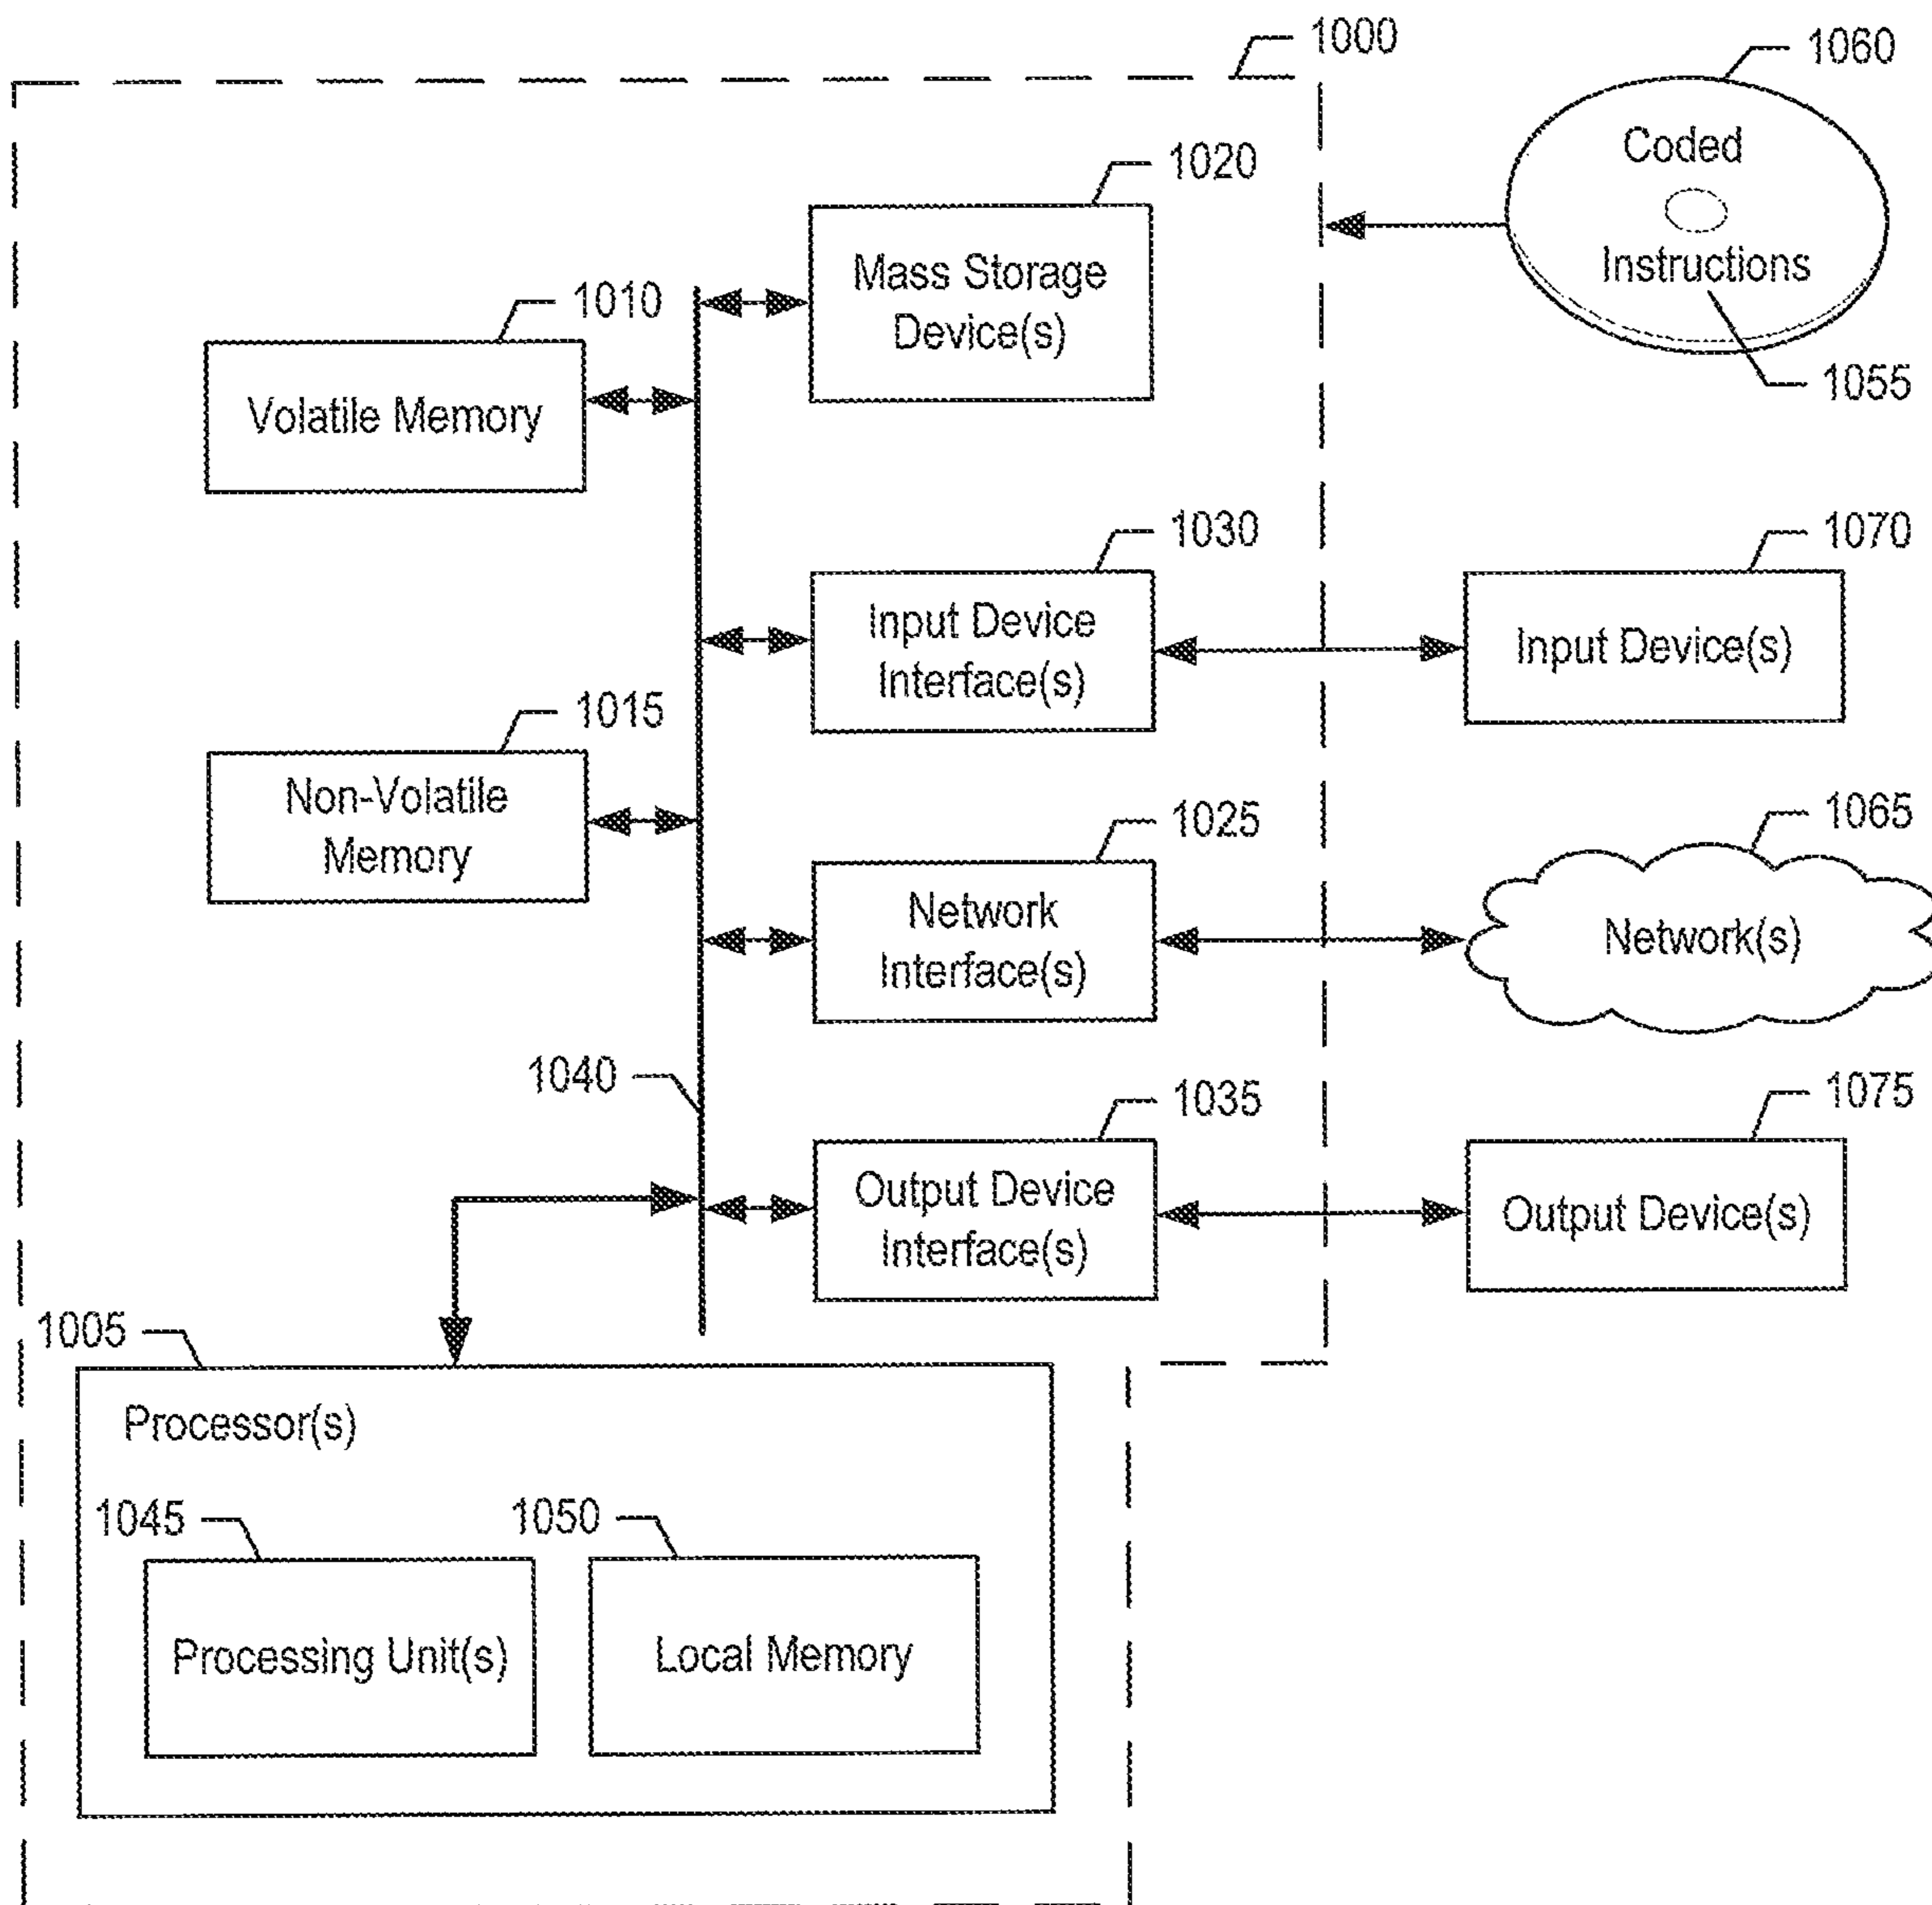 1000
1060
Coded
Instructions
1055
1020
Mass Storage
Device(s)
1010
Volatile Memory
1030
Input Device
Interface(s)
1070
Input Device(s)
1015
Non-Volatile
Memory
1025
Network
Interface(s)
1065
Network(s)
1040
1035
Output Device
Interface(s)
1075
Output Device(s)
1005
Processor(s)
1045
Processing Unit(s)
1050
Local Memory